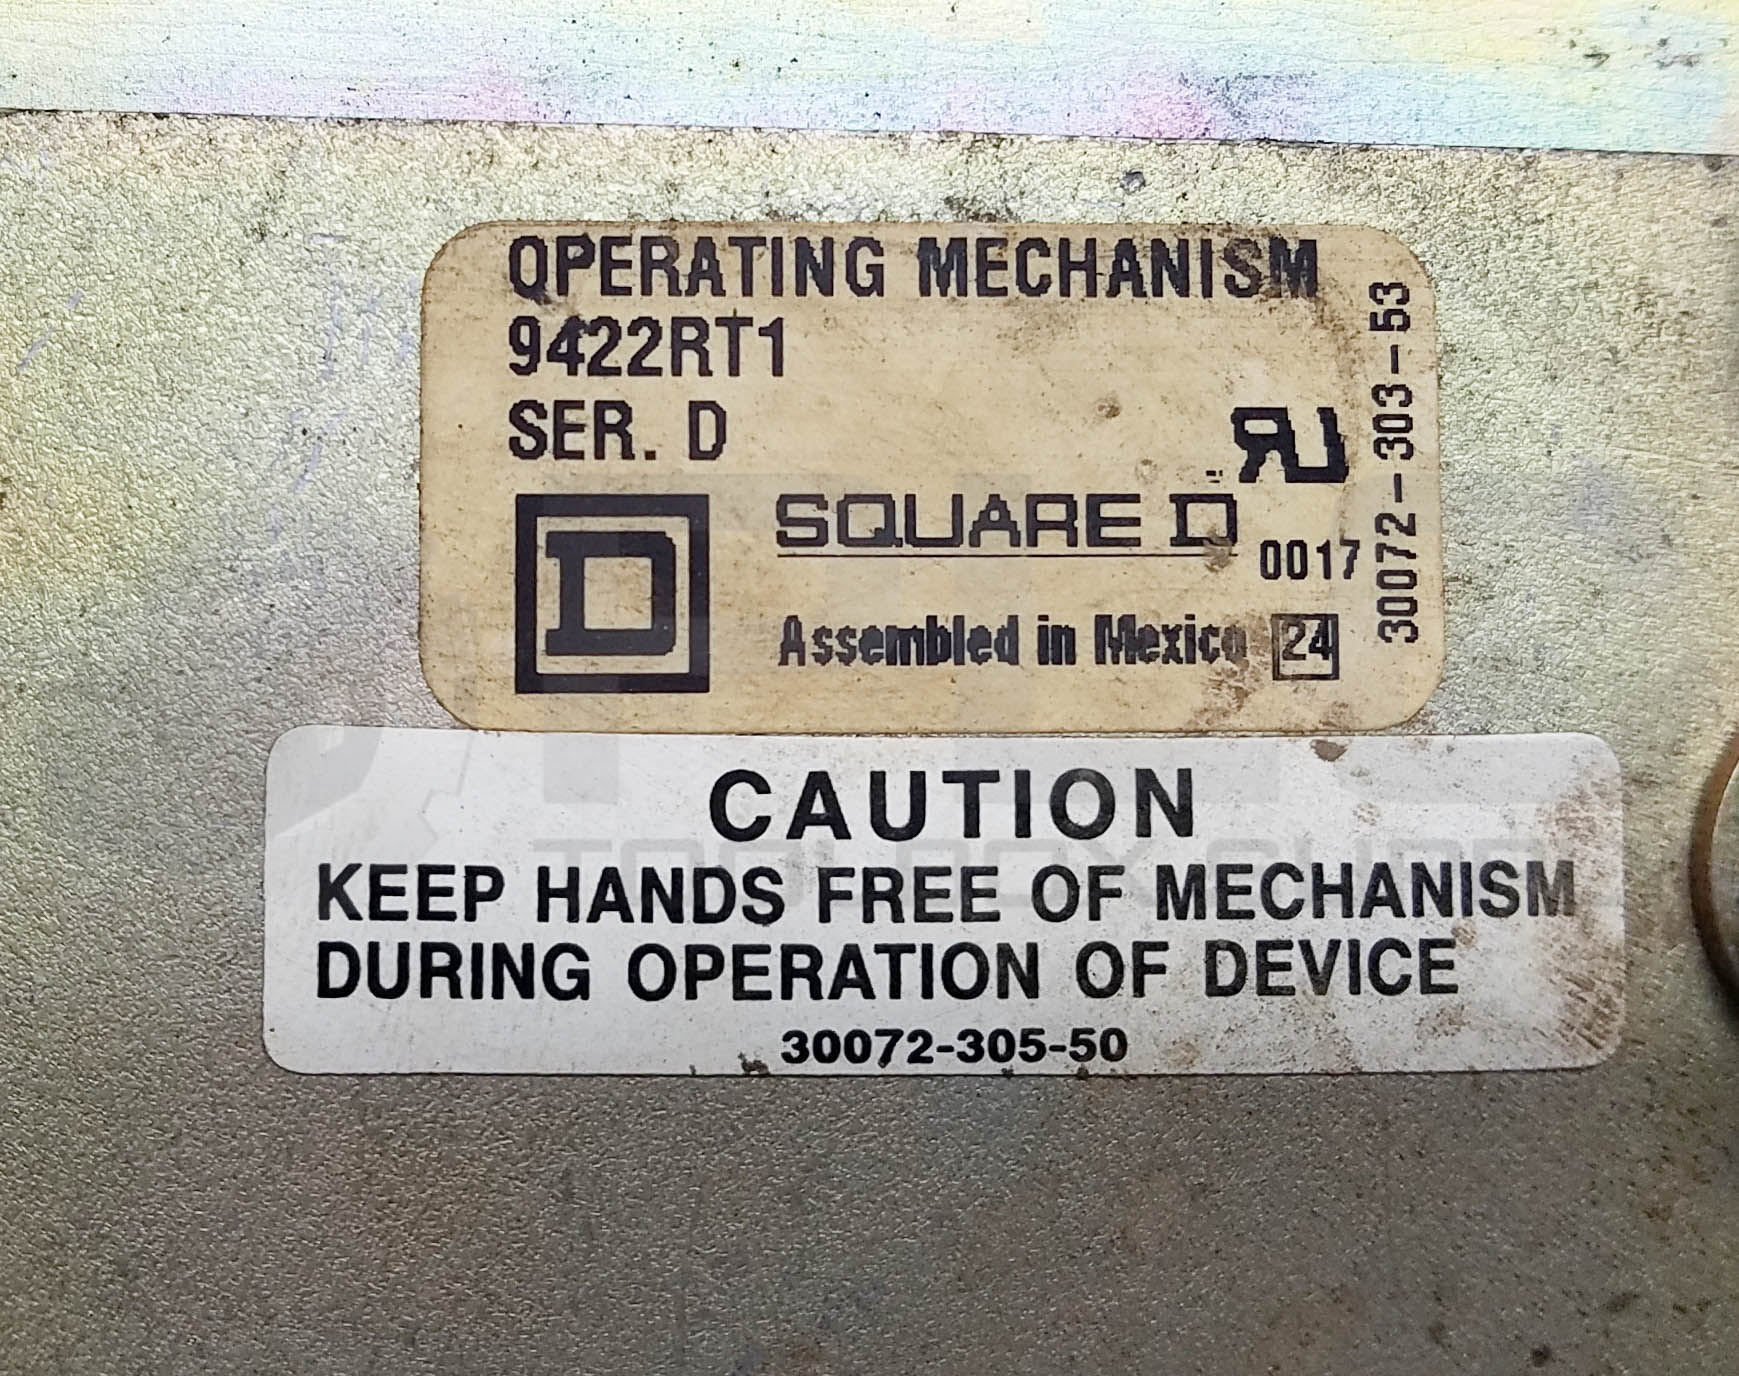 OPERATING MECHANISM
9422RT1
SER. D
SQUARE D
0017
Assembled in Mexico 24
30072-303-53
CAUTION
KEEP HANDS FREE OF MECHANISM
DURING OPERATION OF DEVICE
30072-305-50